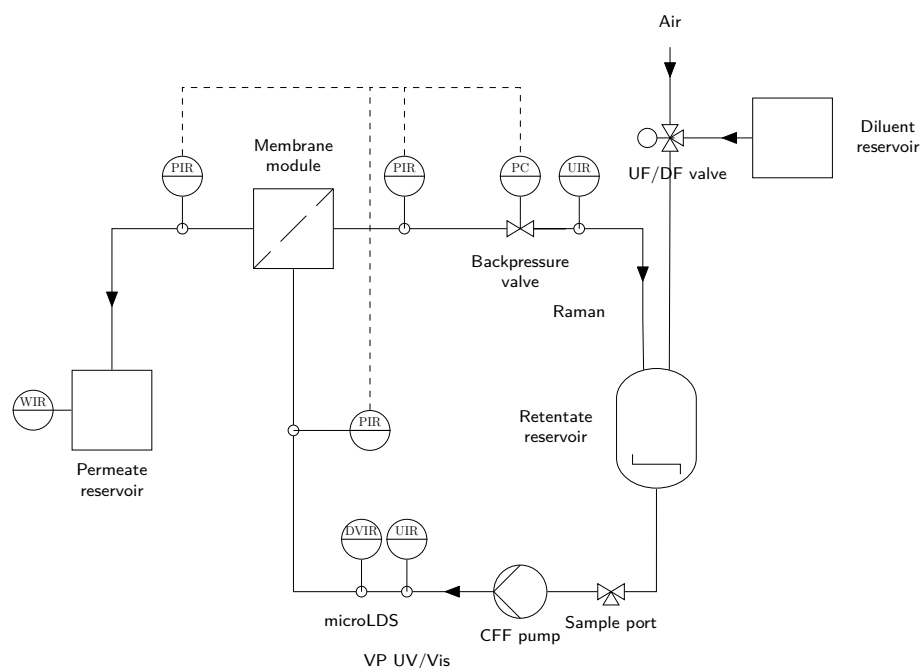 Air
Membrane
module
Diluent
reservoir
PIR
PIR
PC
UIR
UF/DF valve
Backpressure
valve
Raman
WIR
PIR
Retentate
reservoir
Permeate
reservoir
DVIR
UIR
microLDS
CFF pump
Sample port
VP UV/Vis